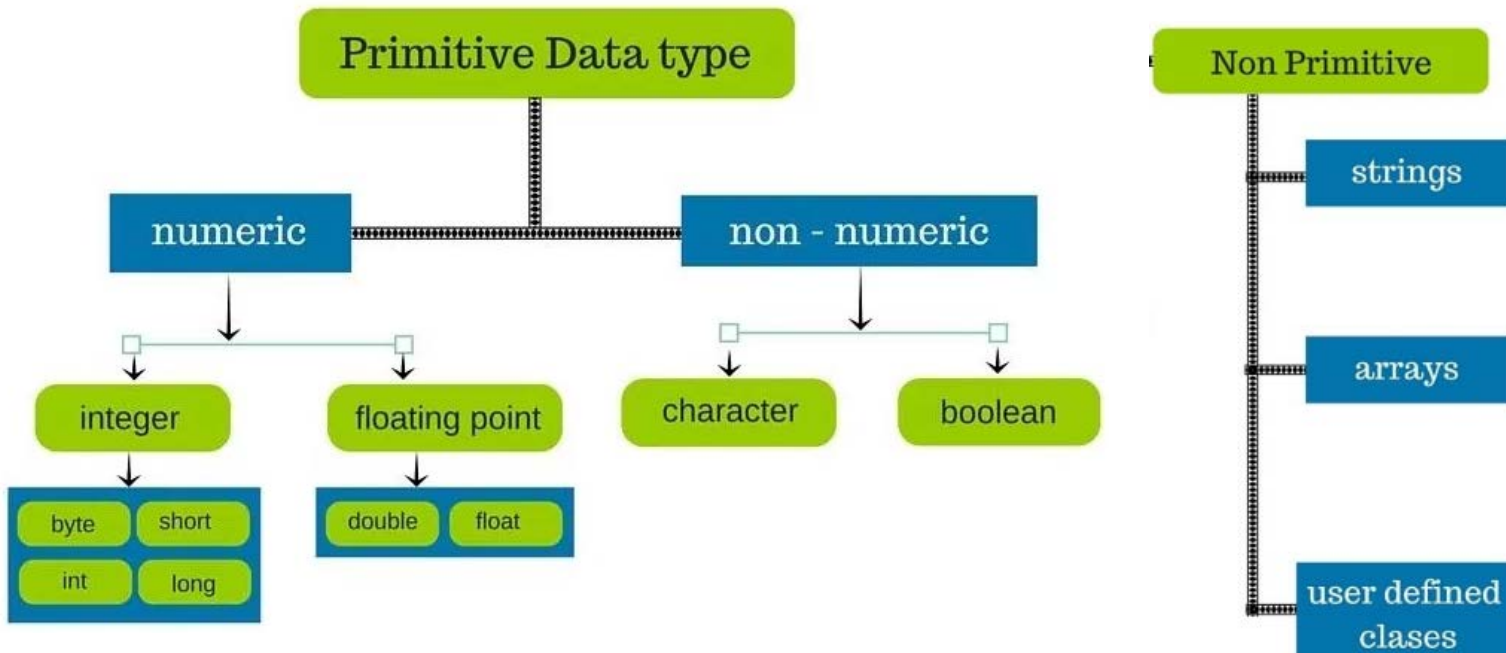 Primitive Data type
numeric
non - numeric
integer
floating point
character
boolean
byte
short
int
long
double
float
Non Primitive
strings
arrays
user defined
clases